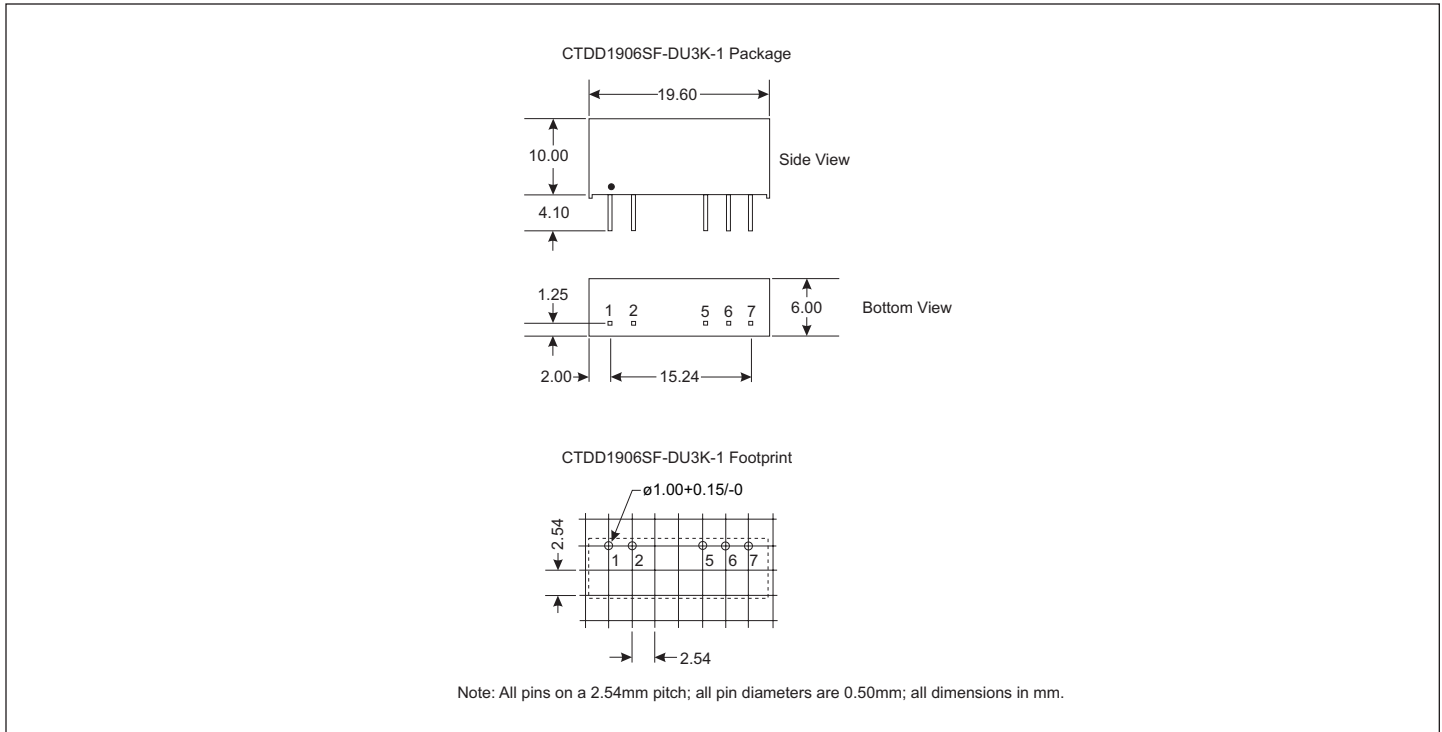 CTDD1906SF-DU3K-1 Package
19.60
10.00
Side View
4.10
1.25
1 2 5 6 7
6.00
Bottom View
2.00
15.24
CTDD1906SF-DU3K-1 Footprint
ø1.00+0.15/-0
2.54
1 2 5 6 7
2.54
Note: All pins on a 2.54mm pitch; all pin diameters are 0.50mm; all dimensions in mm.